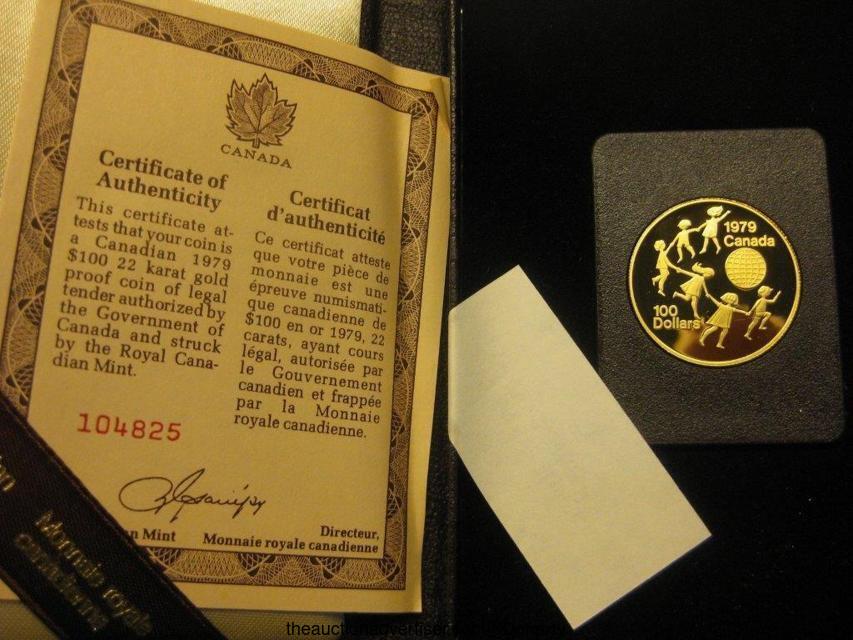 CANADA
Certificate of
Authenticity
This certificate at-
tests that your coin is
a Canadian 1979
$100 22 karat gold
proof coin of legal
tender authorized by
the Government of
Canada and struck
by the Royal Cana-
dian Mint.
104825
Certificat
d'authenticité
Ce certificat atteste
que votre pièce de
monnaie est une
épreuve numismati-
que canadienne de
$100 en or 1979, 22
carats, ayant cours
légal, autorisée par
le Gouvernement
canadien et frappée
par la Monnaie
royale canadienne.
Mint
Directeur,
Monnaie royale canadienne
Monnaie royale
canadienne
1979
Canada
100
Dollars